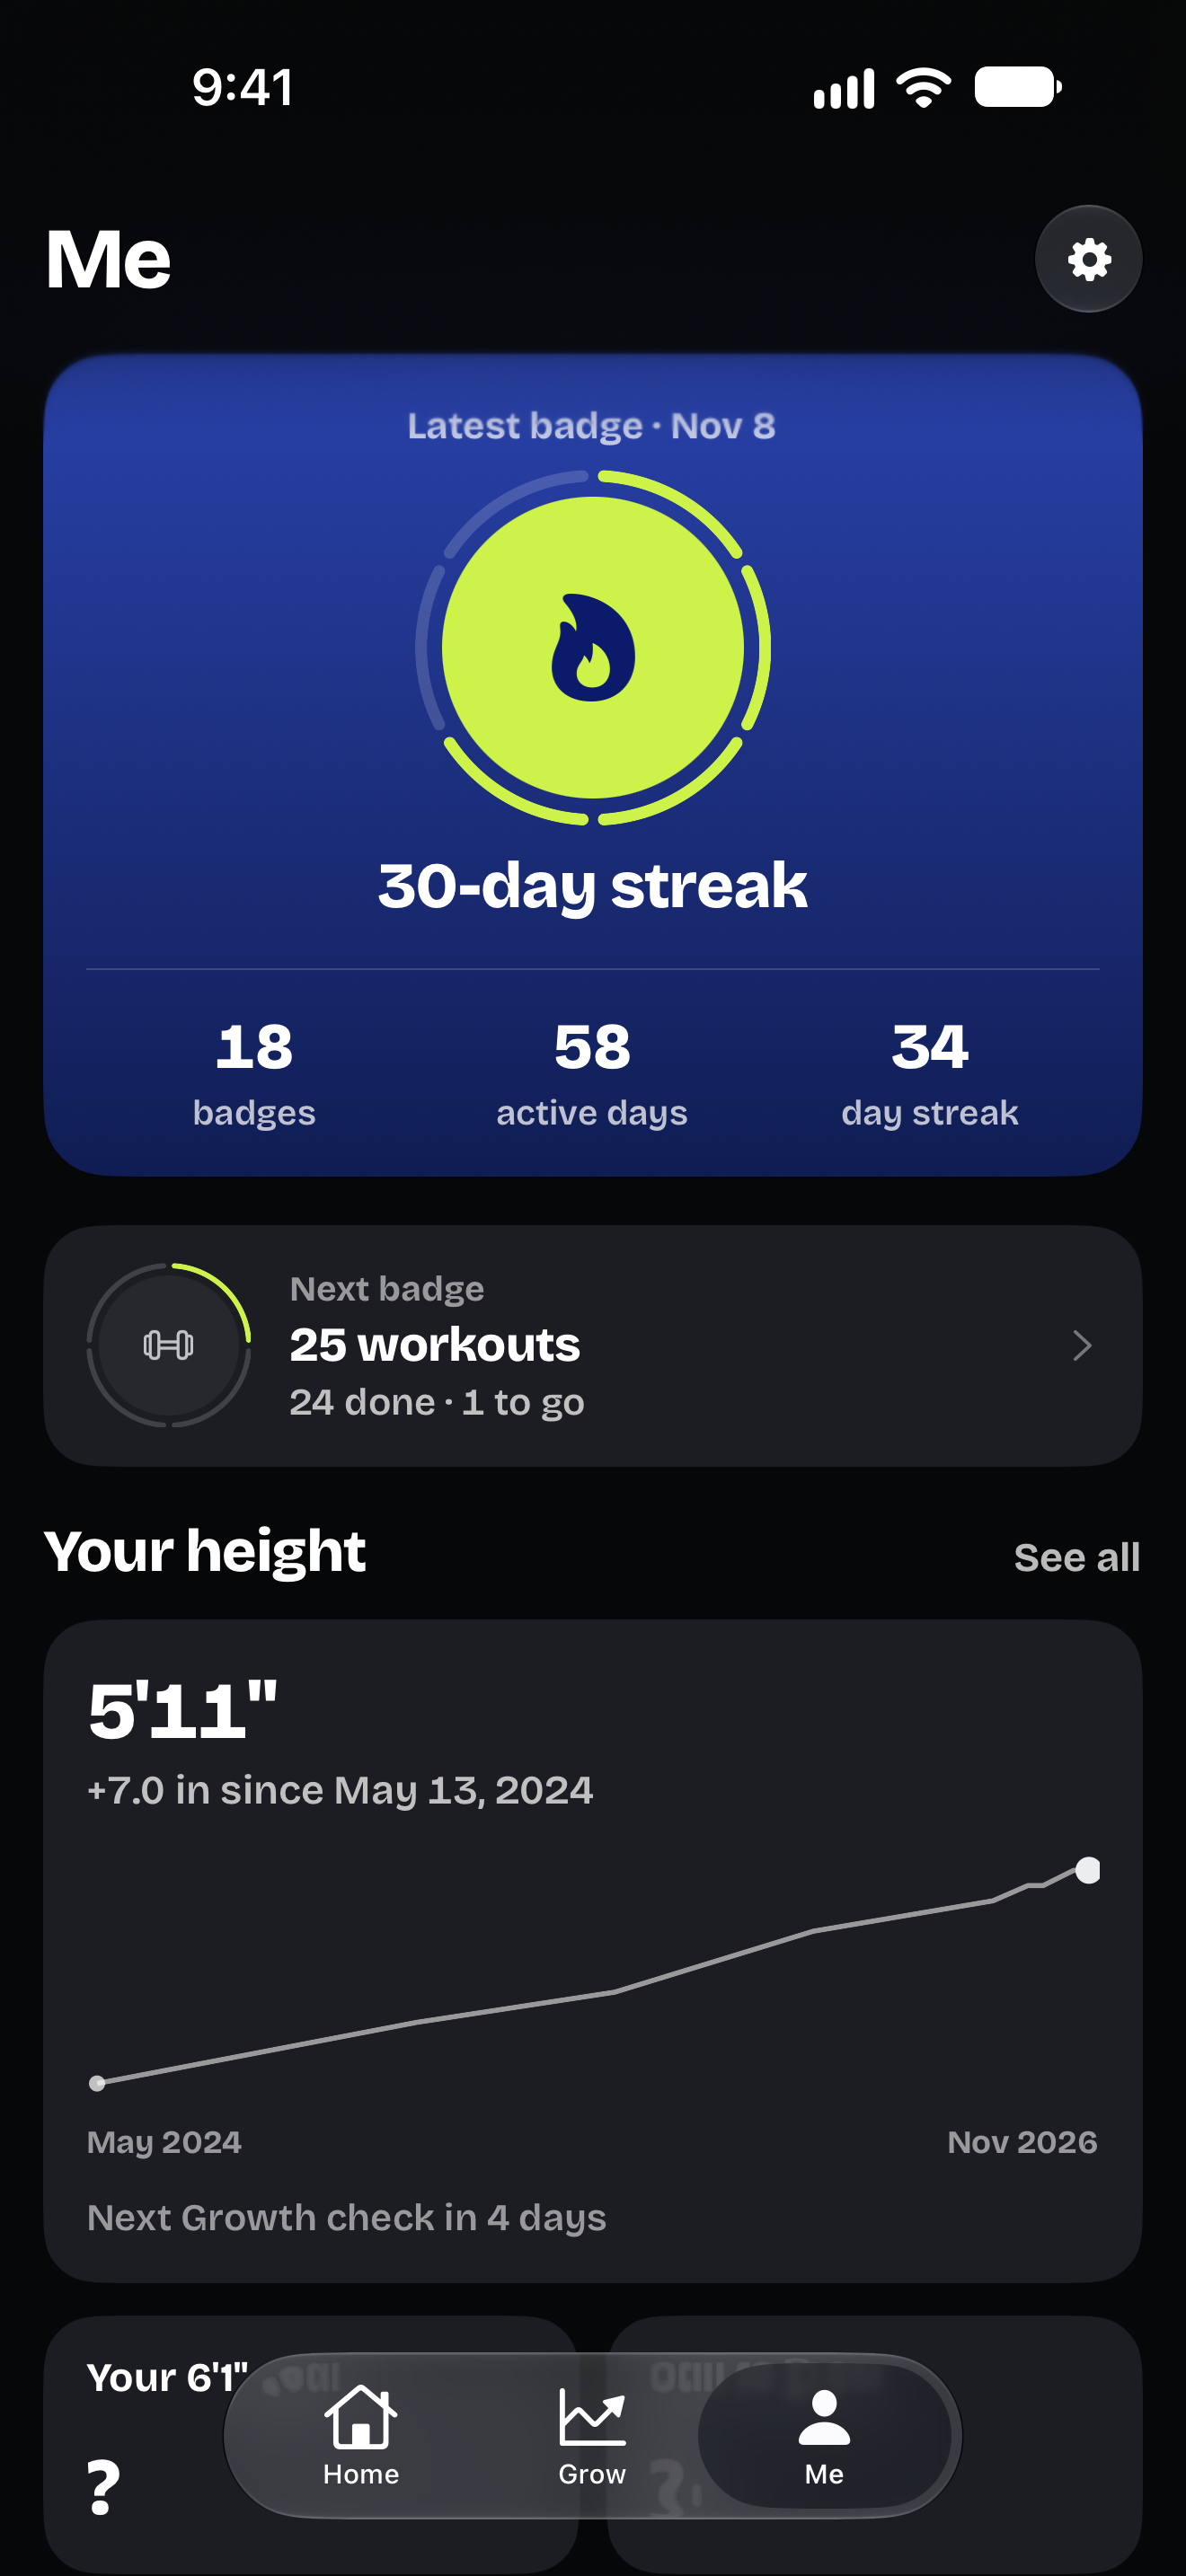 9:41
Me
Latest badge · Nov 8
30-day streak
18
badges
58
active days
34
day streak
Next badge
25 workouts
24 done · 1 to go
Your height
See all
5'11"
+7.0 in since May 13, 2024
May 2024
Nov 2026
Next Growth check in 4 days
Your 6'1"
?
Home
Grow
Me